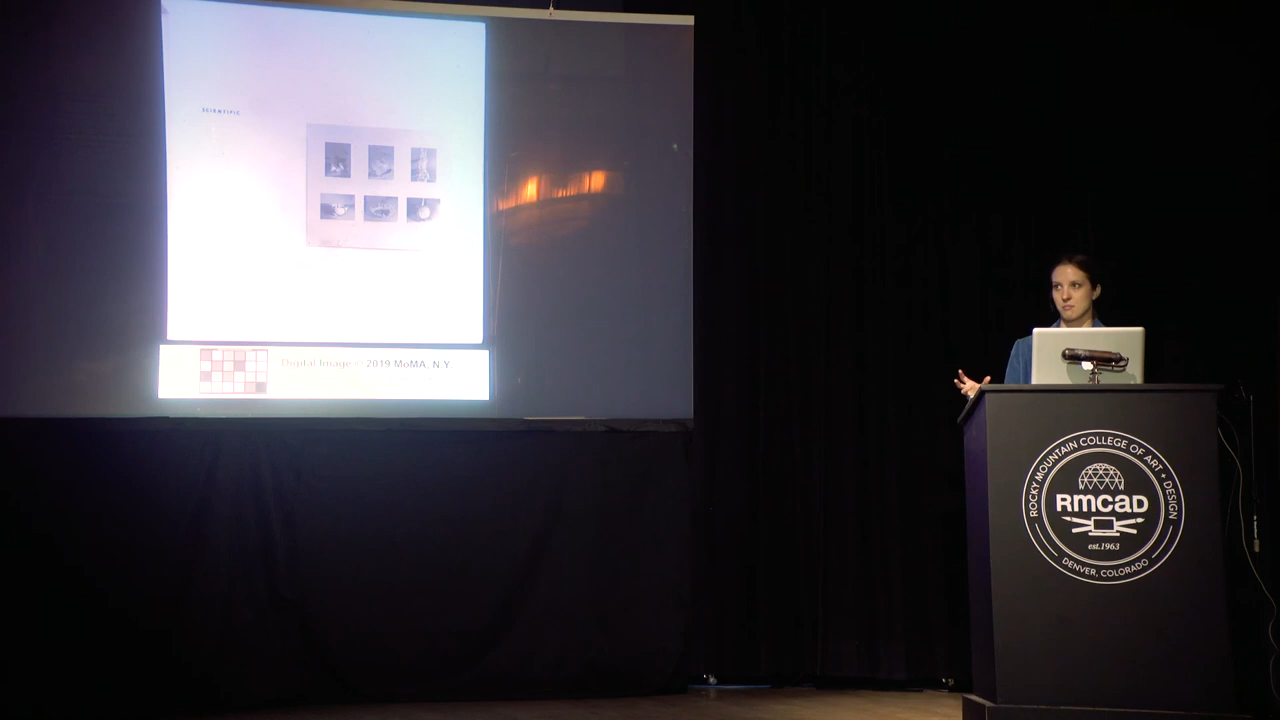 SCIENTIFIC
Digital Image © 2019 MoMA, N.Y.
ROCKY MOUNTAIN COLLEGE OF ART + DESIGN
RMCAD
est.1963
DENVER, COLORADO